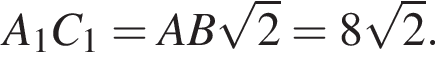 A₁C₁ = AB√2 = 8√2.